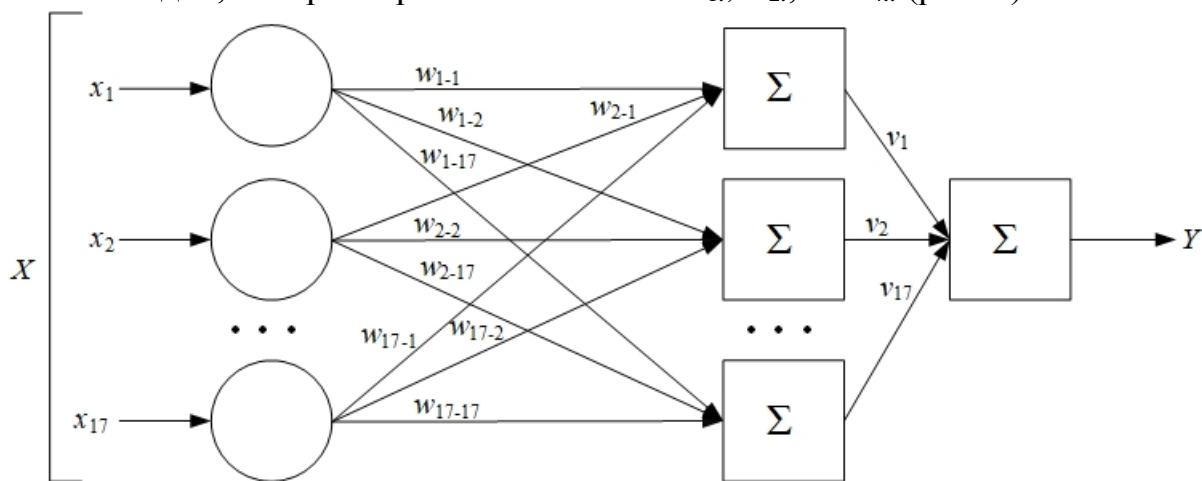 x₁
w₁₋₁
w₂₋₁
Σ
w₁₋₂
v₁
w₁₋₁₇
x₂
w₂₋₂
Σ
v₂
Σ
Y
X
w₂₋₁₇
v₁₇
• • •
w₁₇₋₁
w₁₇₋₂
• • •
x₁₇
w₁₇₋₁₇
Σ